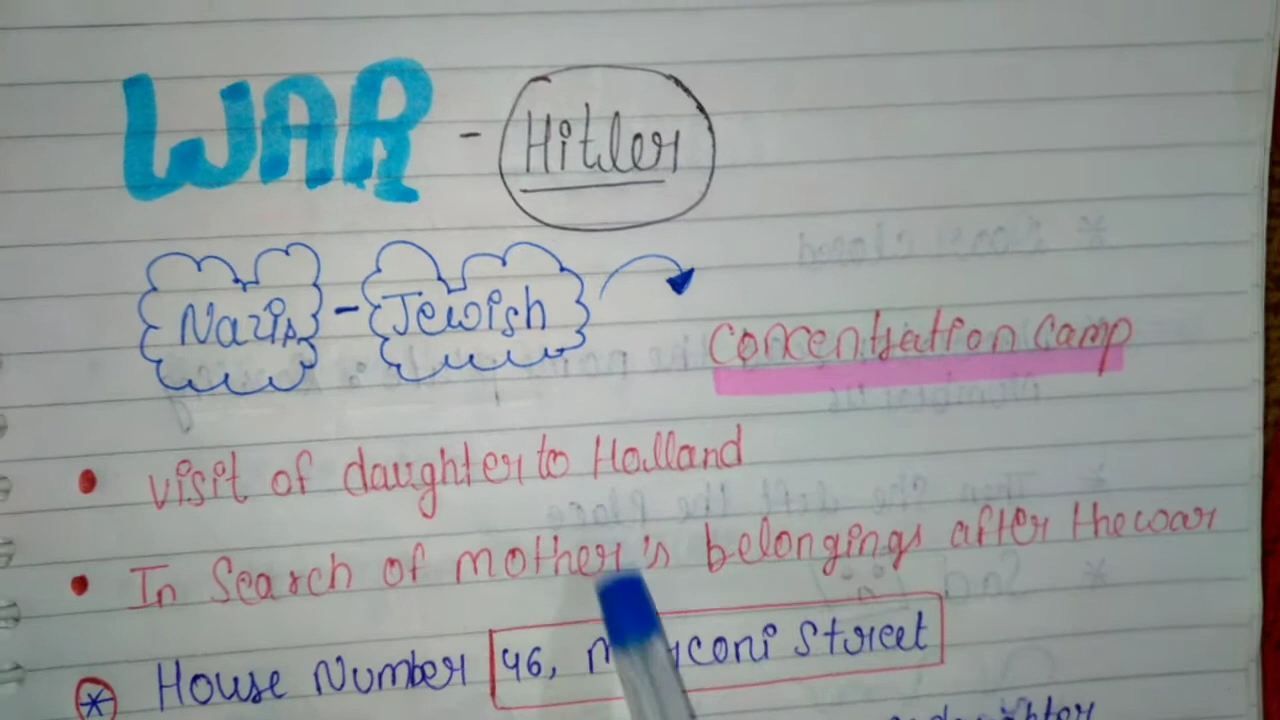 WAR - Hitler
Nazis - Jewish
Concentration camp
• visit of daughter to Holland
• In Search of mother's belongings after the war
* House Number 46, Street